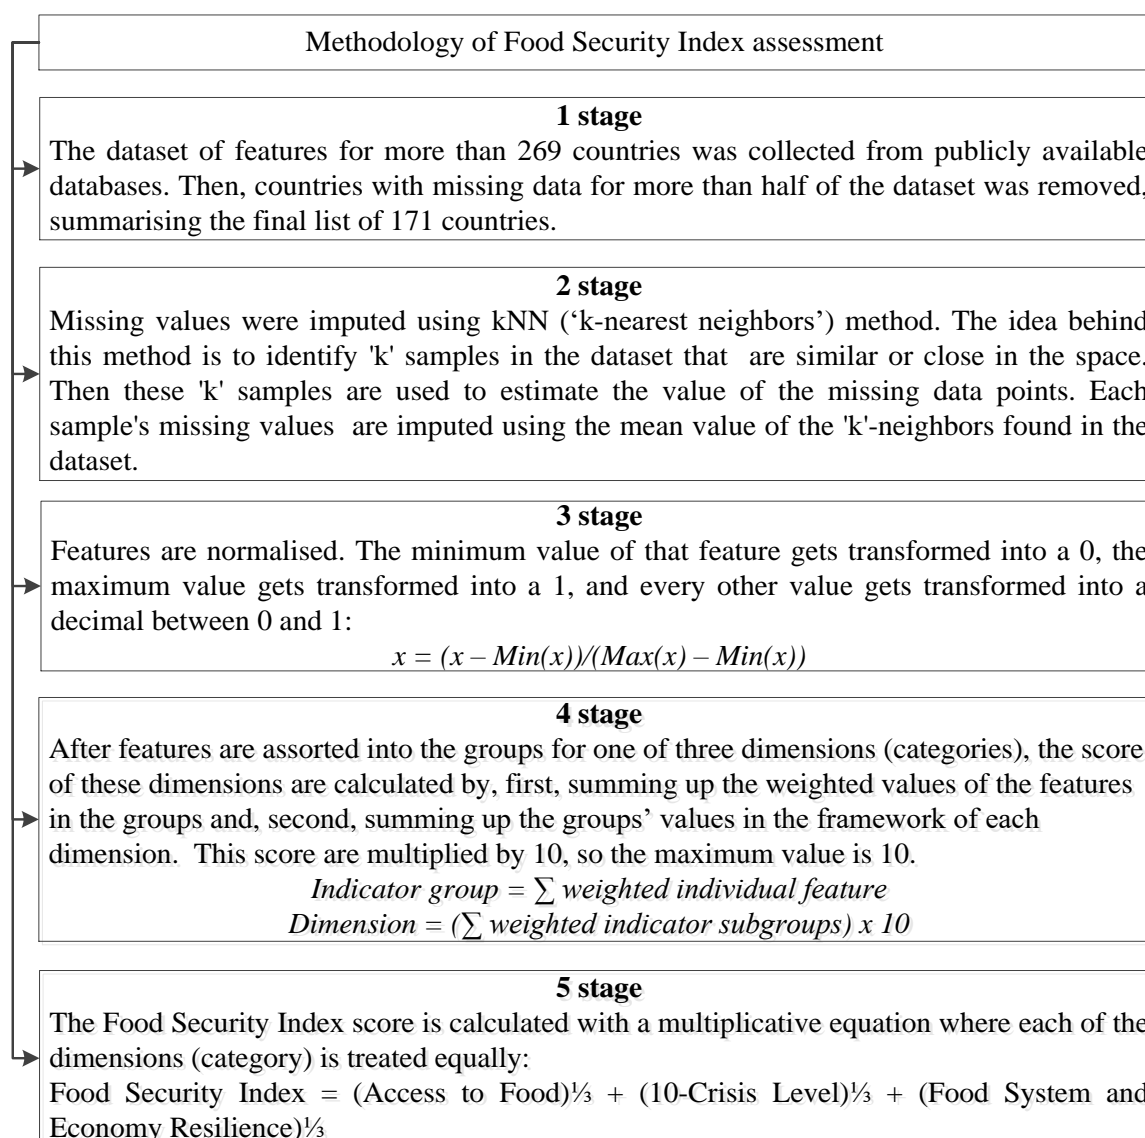 Methodology of Food Security Index assessment
1 stage
The dataset of features for more than 269 countries was collected from publicly available
databases. Then, countries with missing data for more than half of the dataset was removed,
summarising the final list of 171 countries.
2 stage
Missing values were imputed using kNN (‘k-nearest neighbors’) method. The idea behind
this method is to identify 'k' samples in the dataset that  are similar or close in the space.
Then these 'k' samples are used to estimate the value of the missing data points. Each
sample's missing values  are imputed using the mean value of the 'k'-neighbors found in the
dataset.
3 stage
Features are normalised. The minimum value of that feature gets transformed into a 0, the
maximum value gets transformed into a 1, and every other value gets transformed into a
decimal between 0 and 1:
x = (x – Min(x))/(Max(x) – Min(x))
4 stage
After features are assorted into the groups for one of three dimensions (categories), the score
of these dimensions are calculated by, first, summing up the weighted values of the features
in the groups and, second, summing up the groups’ values in the framework of each
dimension.  This score are multiplied by 10, so the maximum value is 10.
Indicator group = ∑ weighted individual feature
Dimension = (∑ weighted indicator subgroups) x 10
5 stage
The Food Security Index score is calculated with a multiplicative equation where each of the
dimensions (category) is treated equally:
Food Security Index = (Access to Food)⅓ + (10-Crisis Level)⅓ + (Food System and
Economy Resilience)⅓